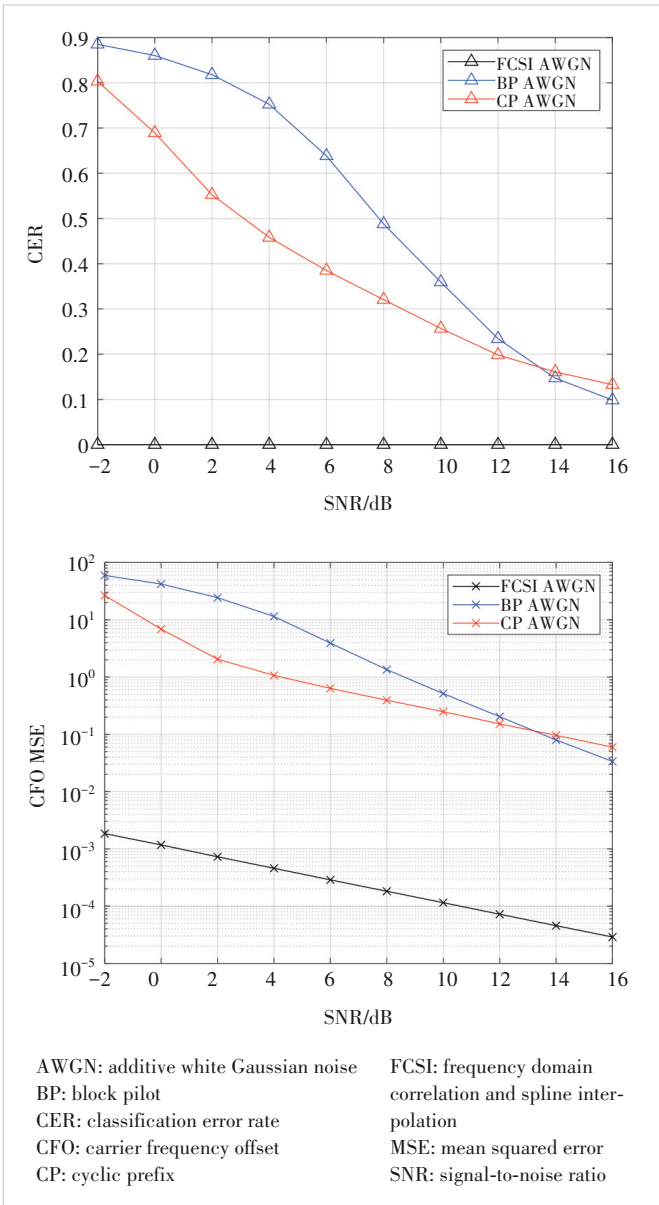 0.9
0.8
0.7
0.6
0.5
0.4
0.3
0.2
0.1
0
CER
FCSI AWGN
BP AWGN
CP AWGN
−2 0 2 4 6 8 10 12 14 16
SNR/dB
10²
10¹
10⁰
10⁻¹
10⁻²
10⁻³
10⁻⁴
10⁻⁵
CFO MSE
FCSI AWGN
BP AWGN
CP AWGN
−2 0 2 4 6 8 10 12 14 16
SNR/dB
AWGN: additive white Gaussian noise
BP: block pilot
CER: classification error rate
CFO: carrier frequency offset
CP: cyclic prefix
FCSI: frequency domain
correlation and spline inter-
polation
MSE: mean squared error
SNR: signal-to-noise ratio